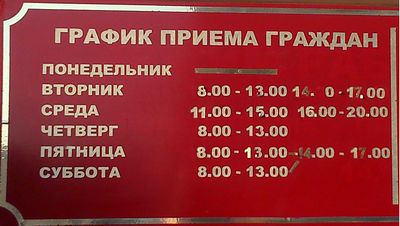 ГРАФИК ПРИЕМА ГРАЖДАН
ПОНЕДЕЛЬНИК
ВТОРНИК 8.00 - 13.00 14.00 - 17.00
СРЕДА 11.00 - 15.00 16.00 - 20.00
ЧЕТВЕРГ 8.00 - 13.00
ПЯТНИЦА 8.00 - 13.00 - 14.00 - 17.00
СУББОТА 8.00 - 13.00